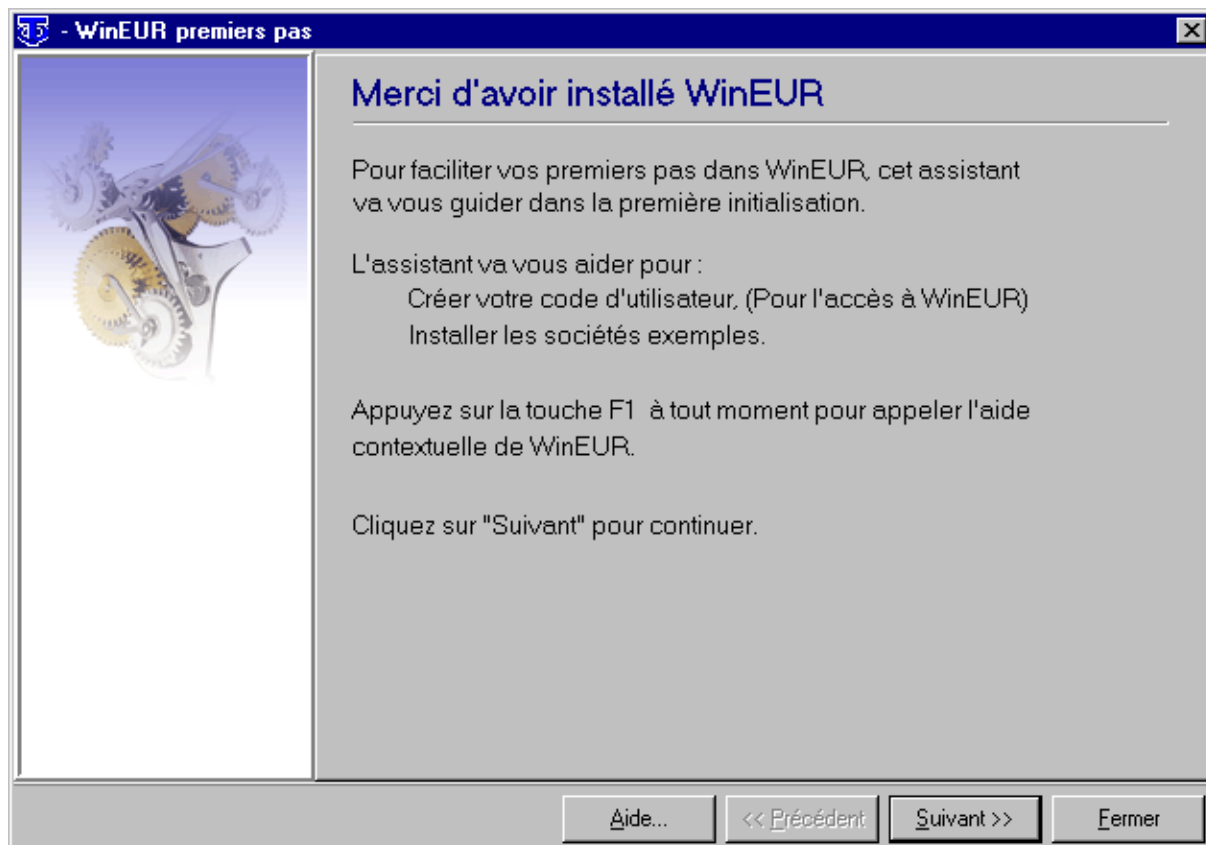 - WinEUR premiers pas
Merci d'avoir installé WinEUR
Pour faciliter vos premiers pas dans WinEUR, cet assistant
va vous guider dans la première initialisation.
L'assistant va vous aider pour :
Créer votre code d'utilisateur, (Pour l'accès à WinEUR)
Installer les sociétés exemples.
Appuyez sur la touche F1 à tout moment pour appeler l'aide
contextuelle de WinEUR.
Cliquez sur "Suivant" pour continuer.
Aide... << Précédent Suivant >> Fermer